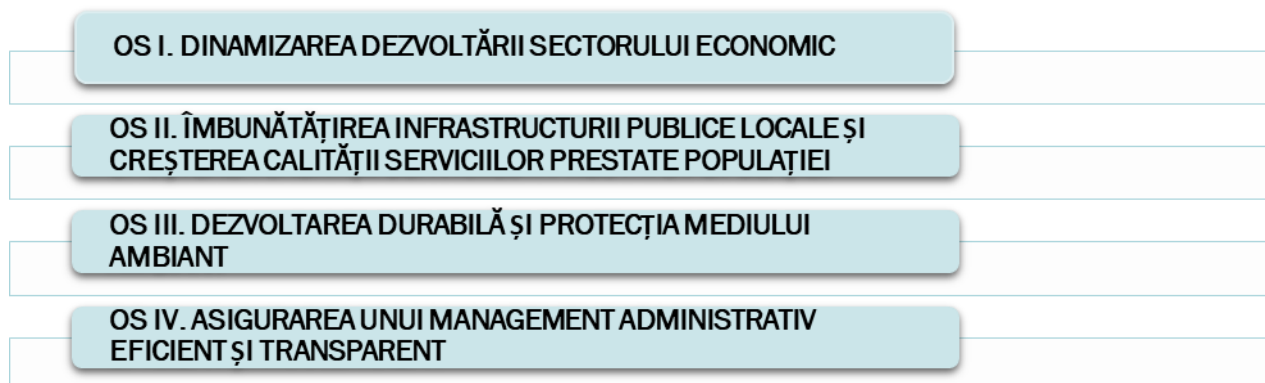 OS I. DINAMIZAREA DEZVOLTĂRII SECTORULUI ECONOMIC
OS II. ÎMBUNĂTĂȚIREA INFRASTRUCTURII PUBLICE LOCALE ȘI
CREȘTEREA CALITĂȚII SERVICIILOR PRESTATE POPULAȚIEI
OS III. DEZVOLTAREA DURABILĂ ȘI PROTECȚIA MEDIULUI
AMBIANT
OS IV. ASIGURAREA UNUI MANAGEMENT ADMINISTRATIV
EFICIENT ȘI TRANSPARENT